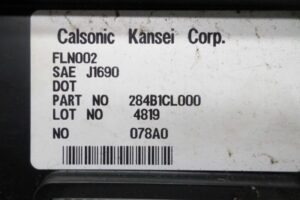 Calsonic Kansei Corp.
FLN002
SAE J1690
DOT
PART NO 284B1CL000
LOT NO 4819
NO 078A0